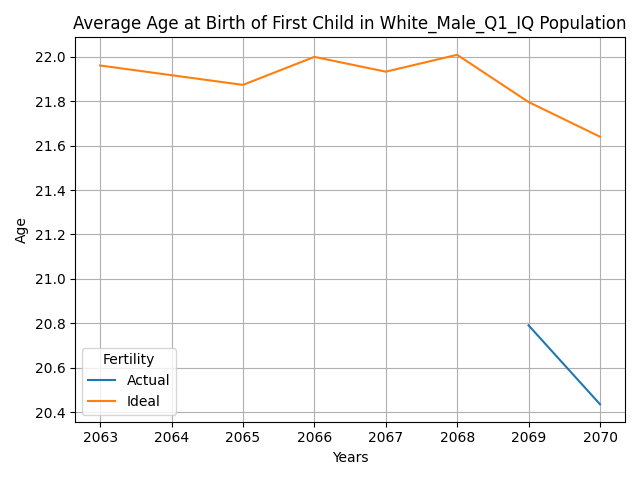 Average Age at Birth of First Child in White_Male_Q1_IQ Population
22.0
21.8
21.6
21.4
21.2
21.0
20.8
20.6
20.4
Age
Fertility
Actual
Ideal
2063 2064 2065 2066 2067 2068 2069 2070
Years